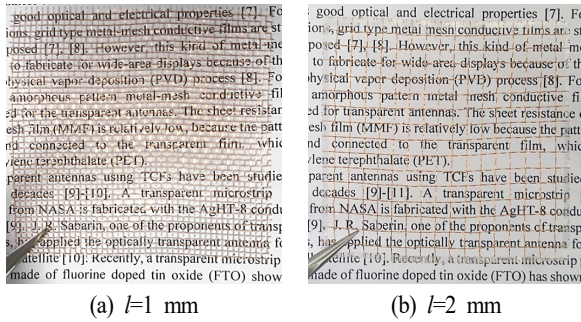 good optical and electrical properties [7]. Fo
ions, grid type metal-mesh conductive films are st
posed [7], [8]. However, this kind of metal me
to fabricate for wide-area displays because of th
hysical vapor deposition (PVD) process [8]. Fo
amorphous pattern metal-mesh conductive fil
ed for the transparent antennas. The sheet resistan
esh film (MMF) is relatively low, because the patt
nd connected to the transparent film, whic
ylene terephthalate (PET).
parent antennas using TCFs have been studie
decades [9]-[10]. A transparent microstrip
from NASA is fabricated with the AgHT-8 condu
[9]. J. R. Sabarin, one of the proponents of transp
s, has applied the optically transparent antenna fo
satellite [10]. Recently, a transparent microstrip
made of fluorine doped tin oxide (FTO) show
(a) l=1 mm
good optical and electrical properties [7]. F
ions, grid type metal mesh conductive films are st
posed [7], [8]. However, this kind of metal m
to fabricate for wide-area displays because of th
hysical vapor deposition (PVD) process [8]. Fo
amorphous pattern metal mesh conductive fi
ed for transparent antennas. The sheet resistance
esh film (MMF) is relatively low because the patt
nd connected to the transparent film, whic
ylene terephthalate (PET).
parent antennas using TCFs have been studie
decades [9]-[11]. A transparent microstrip
from NASA is fabricated with the AgHT-8 condu
[9]. J. R. Saberin, one of the proponents of trans
, has applied the optically transparent antenna fo
satellite [10]. Recently, a transparent microstrip
made of fluorine doped tin oxide (FTO) has shown
(b) l=2 mm